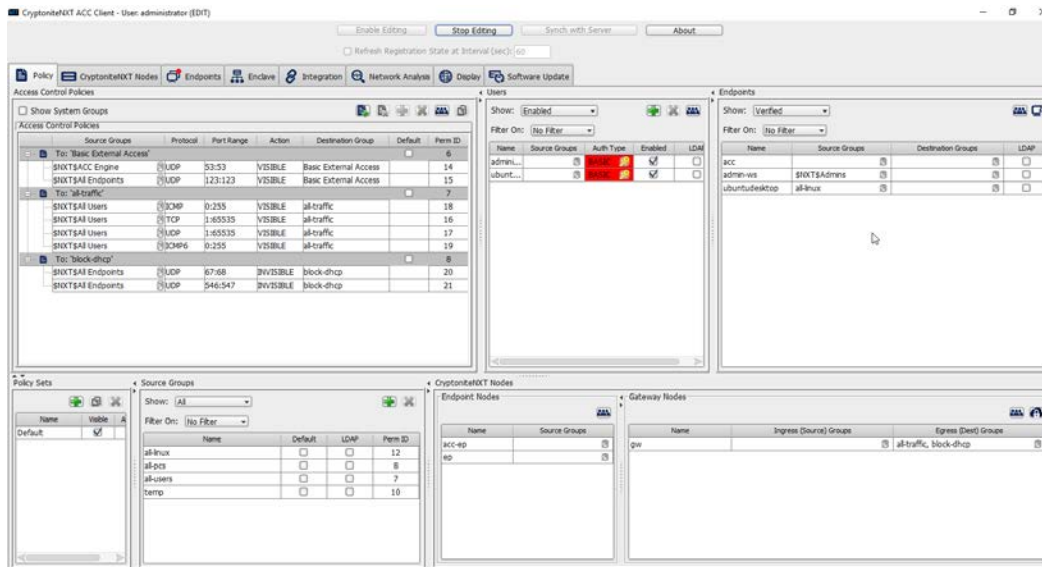 CryptoniteNXT ACC Client - User: administrator (EDIT)
Enable Editing Stop Editing Synch with Server About
Refresh Registration State at Interval (sec): 60
Policy CryptoniteNXT Nodes Endpoints Enclave Integration Network Analysis Display Software Update
Access Control Policies
Show System Groups
Access Control Policies
Source Groups Protocol Port Range Action Destination Group Default Perm ID
To: 'Basic External Access' 6
$NXT$ACC Engine UDP 53:53 VISIBLE Basic External Access 14
$NXT$All Endpoints UDP 123:123 VISIBLE Basic External Access 15
To: 'all-traffic' 7
$NXT$All Users ICMP 0:255 VISIBLE all-traffic 18
$NXT$All Users TCP 1:65535 VISIBLE all-traffic 16
$NXT$All Users UDP 1:65535 VISIBLE all-traffic 17
$NXT$All Users ICMP6 0:255 VISIBLE all-traffic 19
To: 'block-dhcp' 8
$NXT$All Endpoints UDP 67:68 INVISIBLE block-dhcp 20
$NXT$All Endpoints UDP 546:547 INVISIBLE block-dhcp 21
Users
Show: Enabled
Filter On: No Filter
Name Source Groups Auth Type Enabled LDAP
admini... BASIC
ubunt... BASIC
Endpoints
Show: Verified
Filter On: No Filter
Name Source Groups Destination Groups LDAP
acc
admin-ws $NXT$Admins
ubuntudesktop all-linux
Policy Sets
Name Visible A
Default
Source Groups
Show: All
Filter On: No Filter
Name Default LDAP Perm ID
all-linux 12
all-pcs 8
all-users 7
temp 10
CryptoniteNXT Nodes
Endpoint Nodes
Name Source Groups
acc-ep
ep
Gateway Nodes
Name Ingress (Source) Groups Egress (Dest) Groups
gw all-traffic, block-dhcp